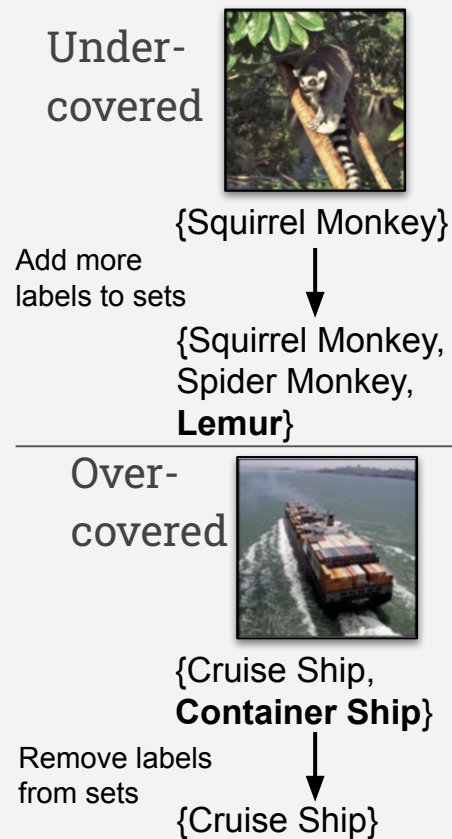 Under-
covered
{Squirrel Monkey}
Add more
labels to sets
{Squirrel Monkey,
Spider Monkey,
Lemur}
Over-
covered
{Cruise Ship,
Container Ship}
Remove labels
from sets
{Cruise Ship}